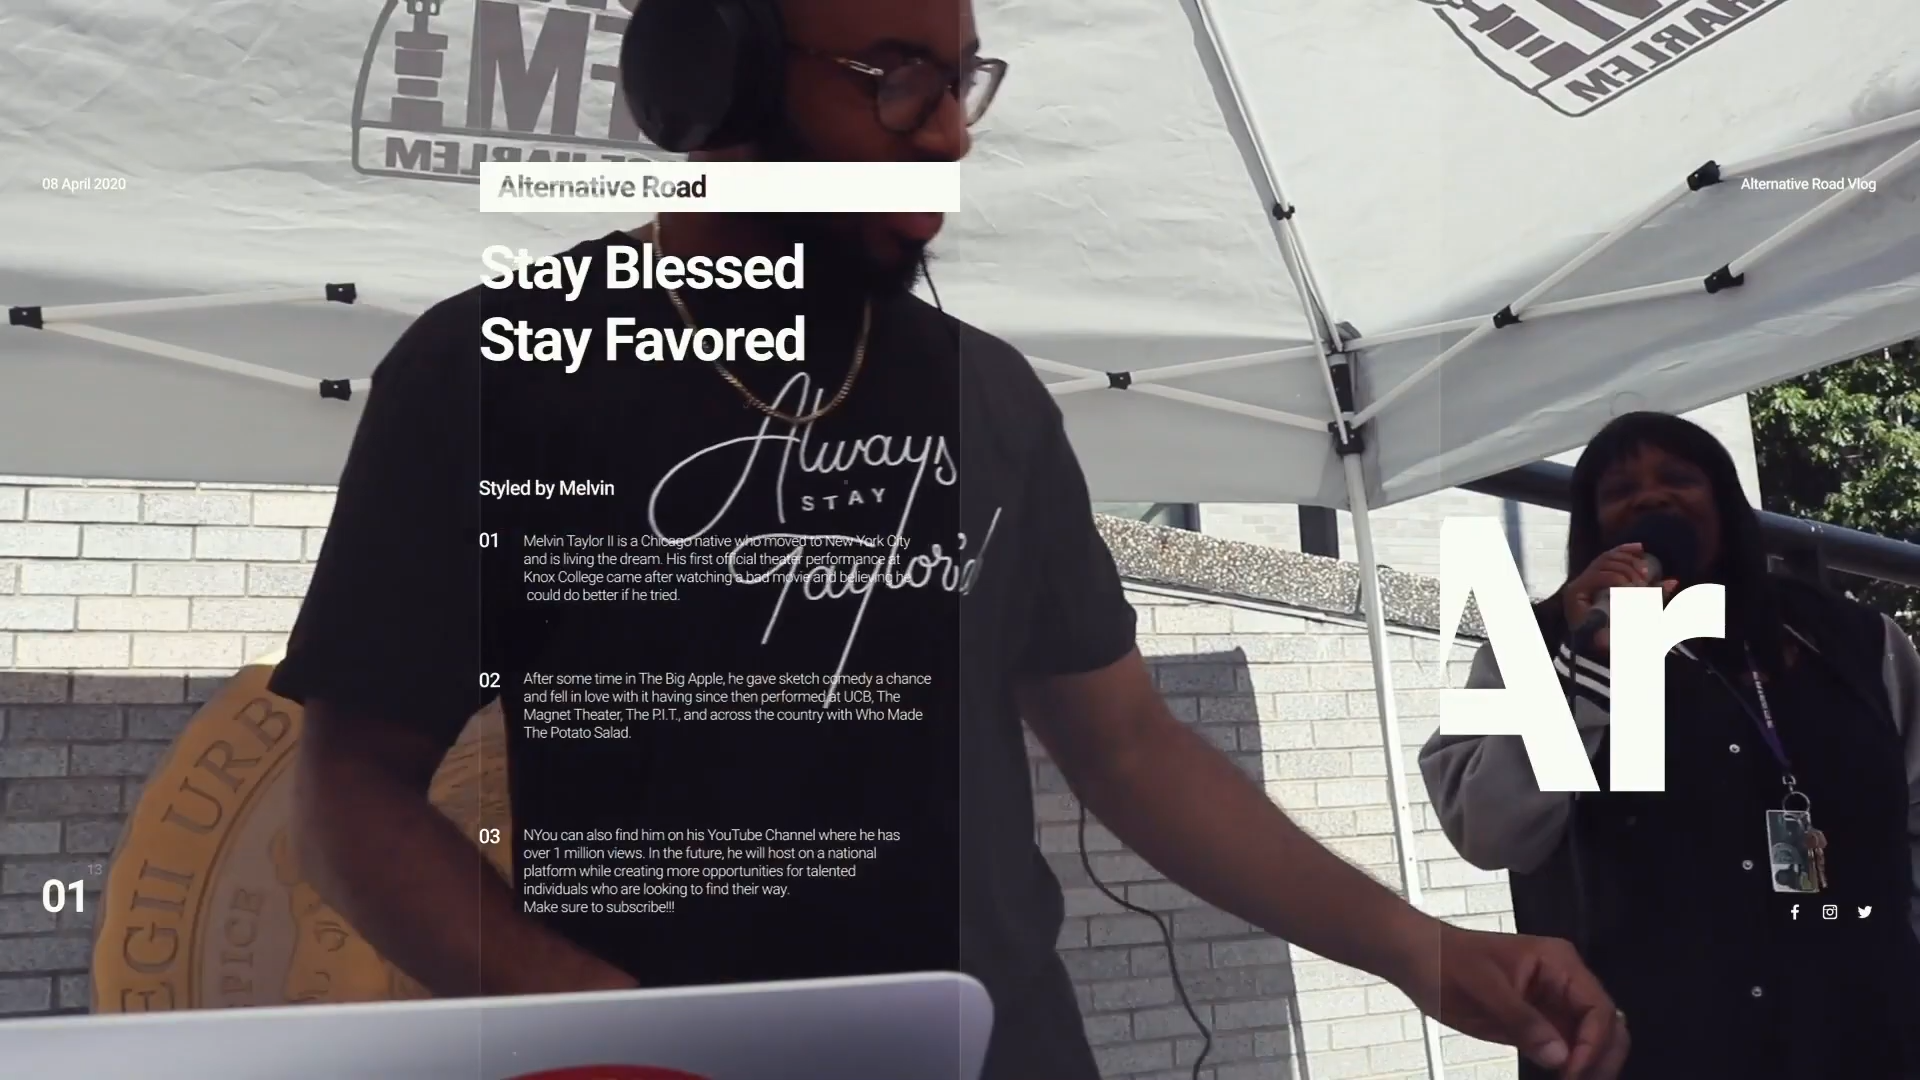 HARLEM
HARLEM
08 April 2020
Alternative Road
Alternative Road Vlog
Stay Blessed
Stay Favored
Always
STAY
Taylor'd
Styled by Melvin
01 Melvin Taylor II is a Chicago native who moved to New York City
and is living the dream. His first official theater performance at
Knox College came after watching a bad movie and believing he
could do better if he tried.
Ar
02 After some time in The Big Apple, he gave sketch comedy a chance
and fell in love with it having since then performed at UCB, The
Magnet Theater, The P.I.T., and across the country with Who Made
The Potato Salad.
03 NYou can also find him on his YouTube Channel where he has
over 1 million views. In the future, he will host on a national
platform while creating more opportunities for talented
individuals who are looking to find their way.
Make sure to subscribe!!!
13
01
EGII URB
SPICE